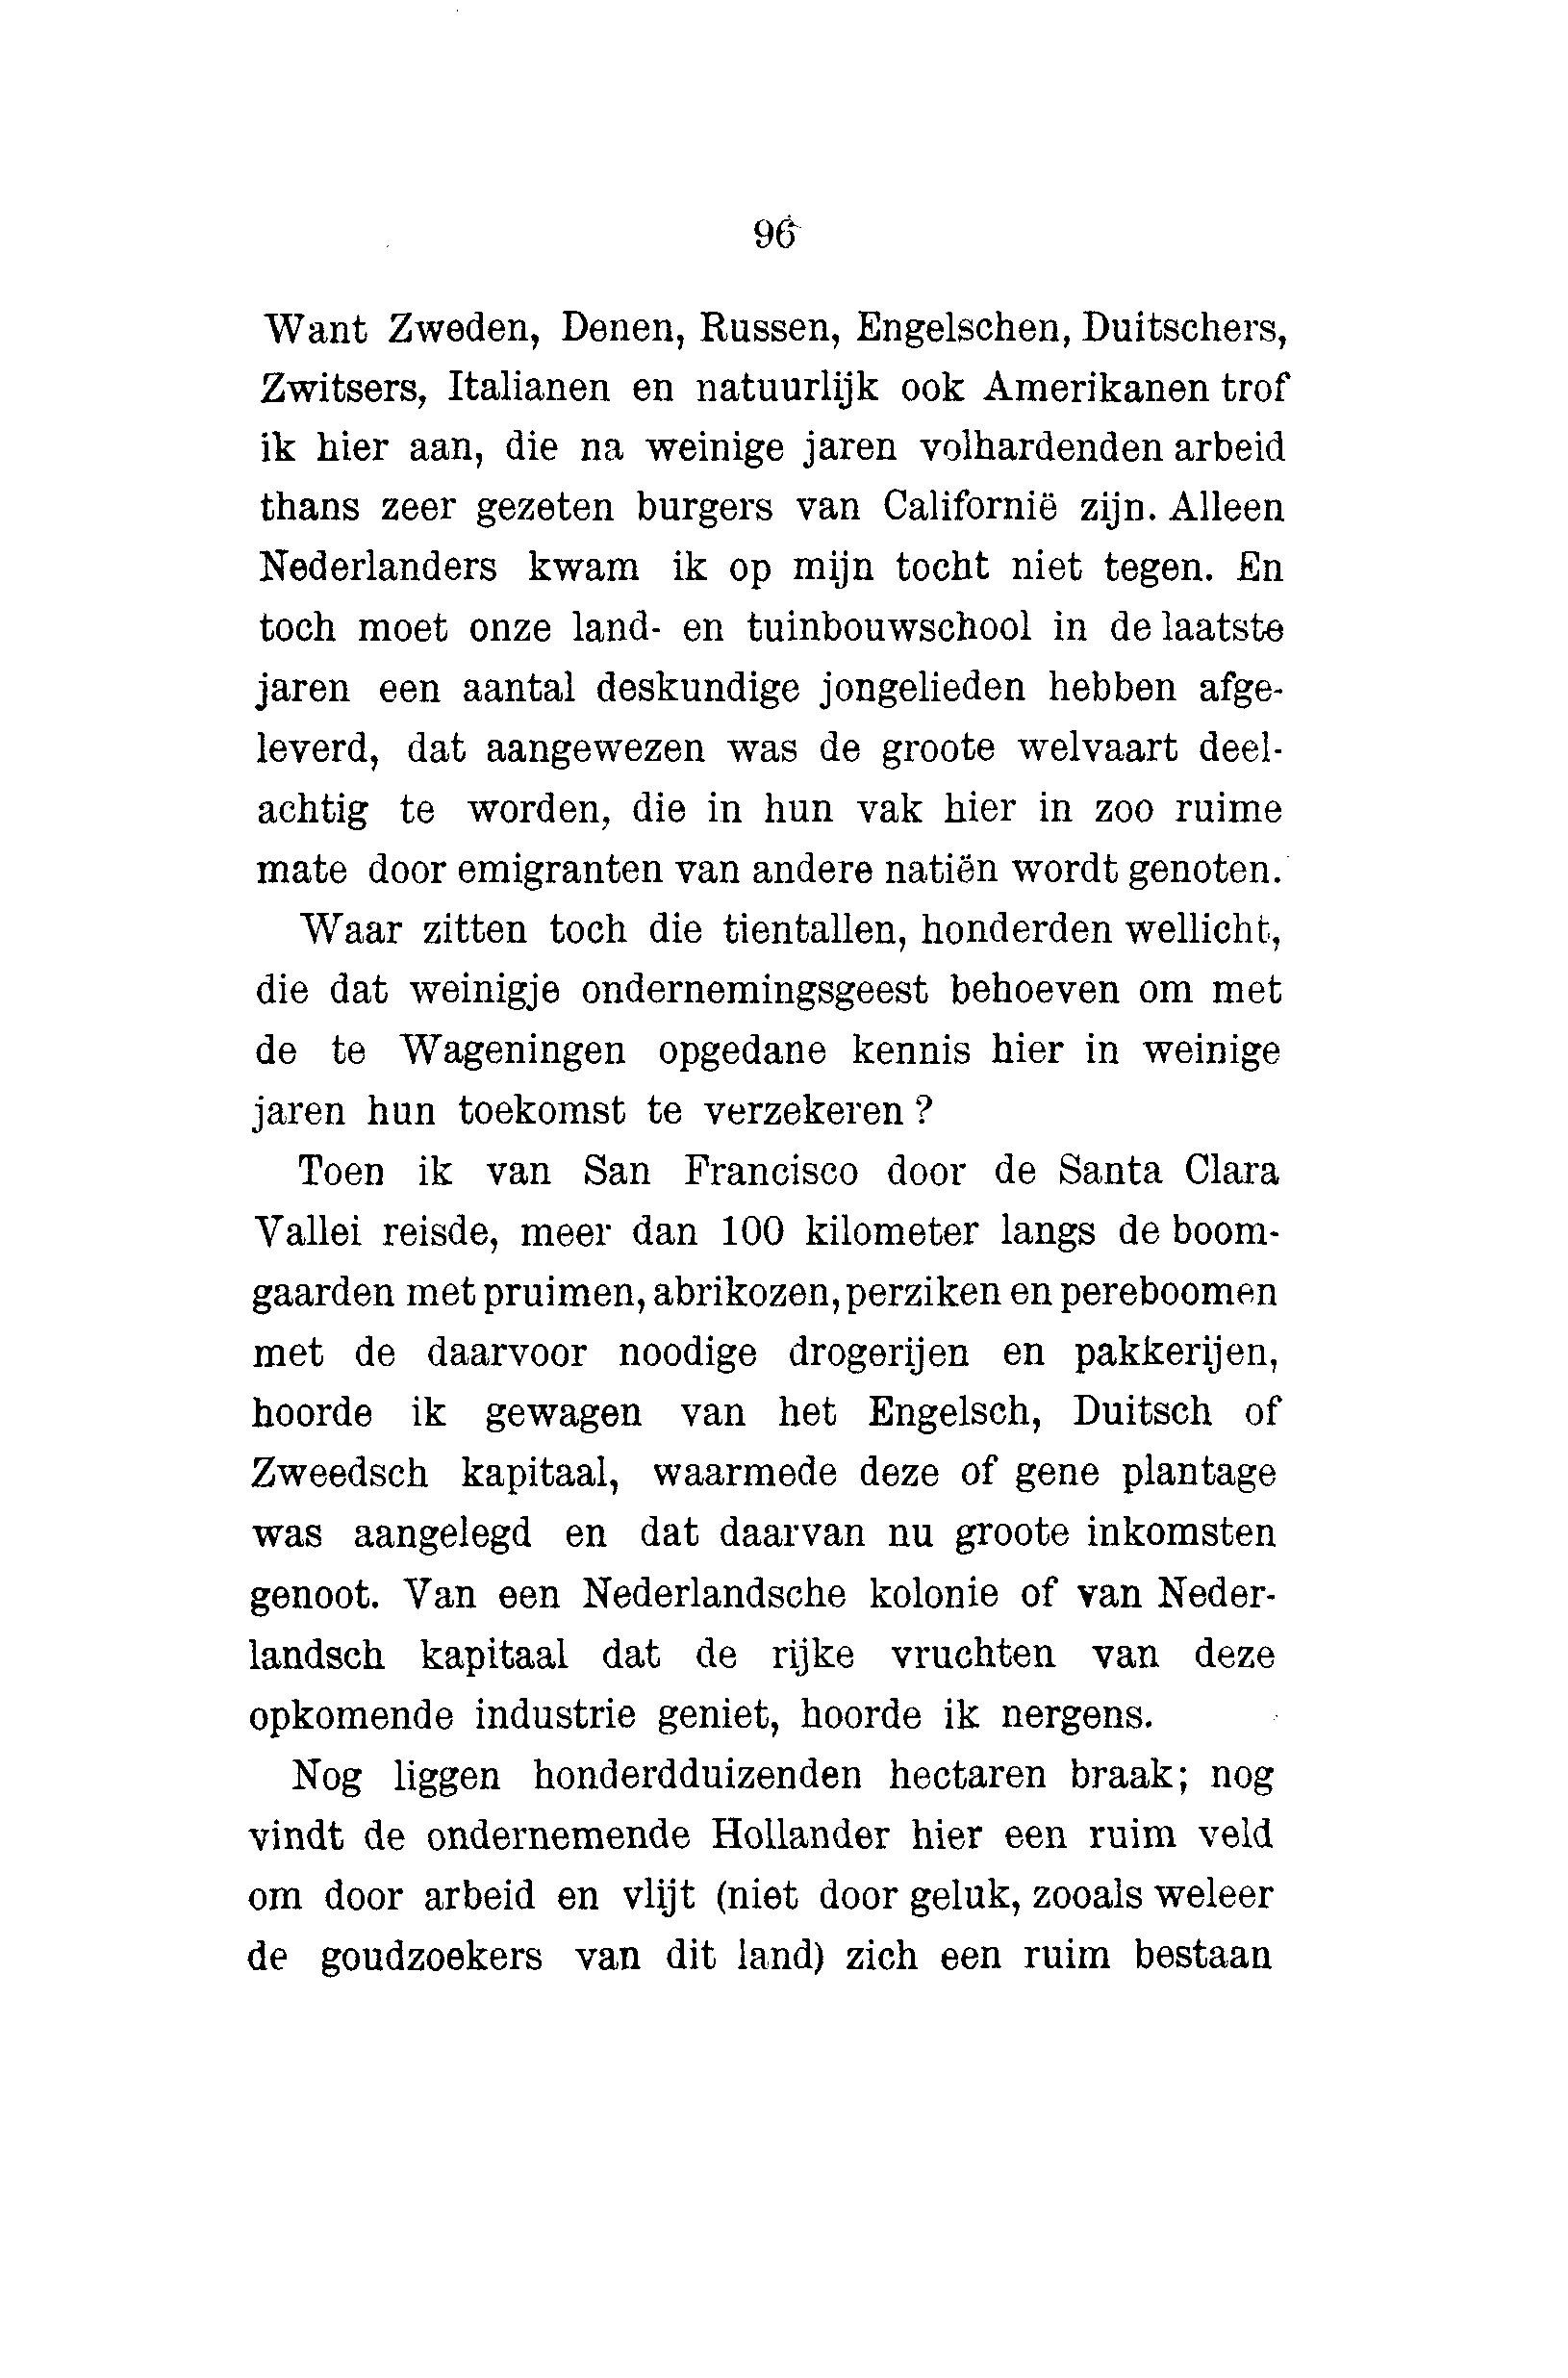 96
Want Zweden, Denen, Russen, Engelschen, Duitschers,
Zwitsers, Italianen en natuurlijk ook Amerikanen trof
ik hier aan, die na weinige jaren volhardenden arbeid
thans zeer gezeten burgers van Californië zijn. Alleen
Nederlanders kwam ik op mijn tocht niet tegen. En
toch moet onze land- en tuinbouwschool in de laatste
jaren een aantal deskundige jongelieden hebben afge-
leverd, dat aangewezen was de groote welvaart deel-
achtig te worden, die in hun vak hier in zoo ruime
mate door emigranten van andere natiën wordt genoten.
Waar zitten toch die tientallen, honderden wellicht,
die dat weinigje ondernemingsgeest behoeven om met
de te Wageningen opgedane kennis hier in weinige
jaren hun toekomst te verzekeren?
Toen ik van San Francisco door de Santa Clara
Vallei reisde, meer dan 100 kilometer langs de boom-
gaarden met pruimen, abrikozen, perziken en pereboomen
met de daarvoor noodige drogerijen en pakkerijen,
hoorde ik gewagen van het Engelsch, Duitsch of
Zweedsch kapitaal, waarmede deze of gene plantage
was aangelegd en dat daarvan nu groote inkomsten
genoot. Van een Nederlandsche kolonie of van Neder-
landsch kapitaal dat de rijke vruchten van deze
opkomende industrie geniet, hoorde ik nergens.
Nog liggen honderdduizenden hectaren braak; nog
vindt de ondernemende Hollander hier een ruim veld
om door arbeid en vlijt (niet door geluk, zooals weleer
de goudzoekers van dit land) zich een ruim bestaan